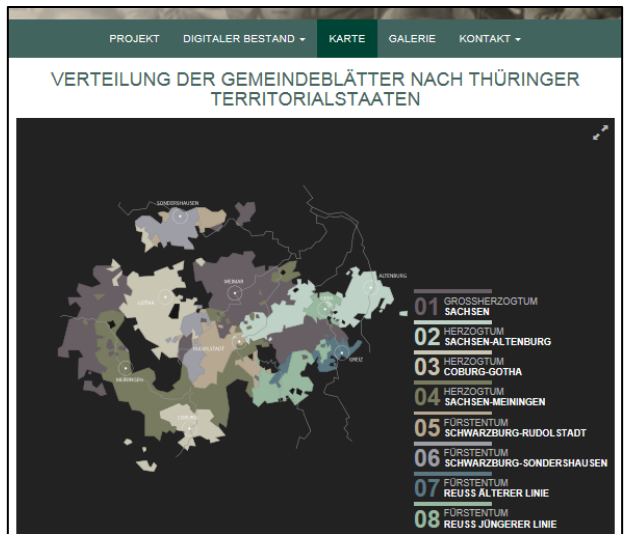 PROJEKT DIGITALER BESTAND KARTE GALERIE KONTAKT
VERTEILUNG DER GEMEINDEBLÄTTER NACH THÜRINGER
TERRITORIALSTAATEN
SONDERSHAUSEN
ALTENBURG
WEIMAR
GOTHA
GERA
RUDOLSTADT
GREIZ
MEININGEN
COBURG
01 GROSSHERZOGTUM
SACHSEN
02 HERZOGTUM
SACHSEN-ALTENBURG
03 HERZOGTUM
COBURG-GOTHA
04 HERZOGTUM
SACHSEN-MEININGEN
05 FÜRSTENTUM
SCHWARZBURG-RUDOLSTADT
06 FÜRSTENTUM
SCHWARZBURG-SONDERSHAUSEN
07 FÜRSTENTUM
REUSS ÄLTERER LINIE
08 FÜRSTENTUM
REUSS JÜNGERER LINIE